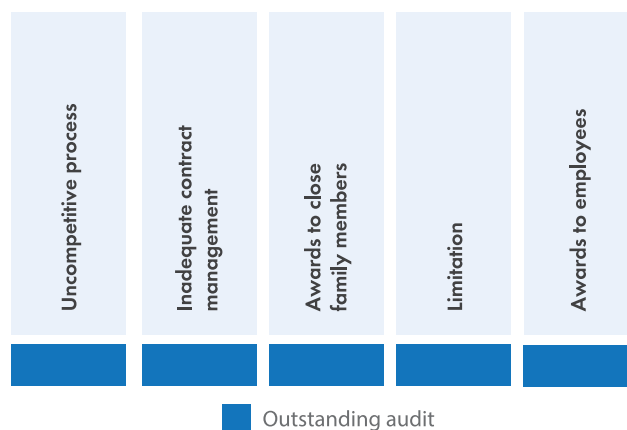 Uncompetitive process
Inadequate contract
management
Awards to close
family members
Limitation
Awards to employees
Outstanding audit